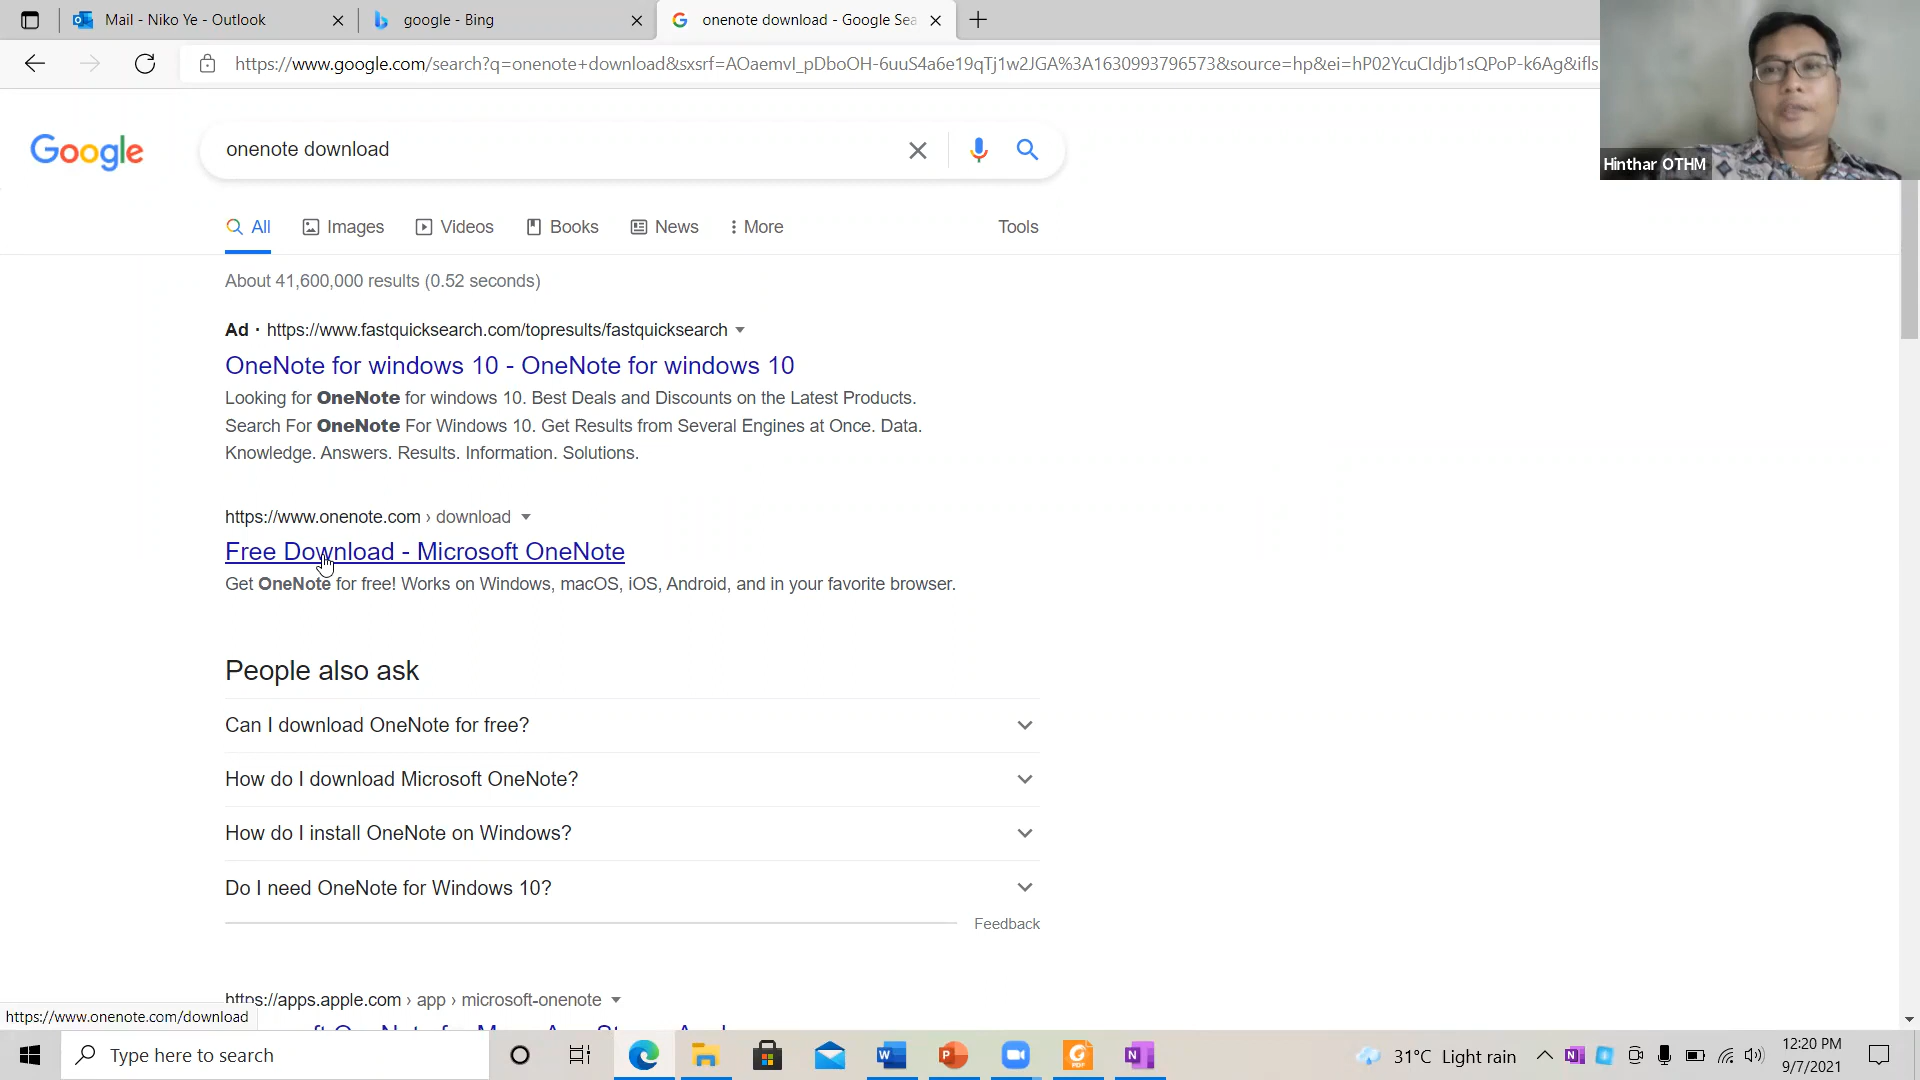 Mail - Niko Ye - Outlook
google - Bing
onenote download - Google Sea
https://www.google.com/search?q=onenote+download&sxsrf=AOaemvI_pDboOH-6uuS4a6e19qTj1w2JGA%3A1630993796573&source=hp&ei=hP02YcuCIdjb1sQPoP-k6Ag&ifls
Hinthar OTHM
Google
onenote download
All
Images
Videos
Books
News
More
Tools
About 41,600,000 results (0.52 seconds)
Ad · https://www.fastquicksearch.com/topresults/fastquicksearch
OneNote for windows 10 - OneNote for windows 10
Looking for OneNote for windows 10. Best Deals and Discounts on the Latest Products.
Search For OneNote For Windows 10. Get Results from Several Engines at Once. Data.
Knowledge. Answers. Results. Information. Solutions.
https://www.onenote.com › download
Free Download - Microsoft OneNote
Get OneNote for free! Works on Windows, macOS, iOS, Android, and in your favorite browser.
People also ask
Can I download OneNote for free?
How do I download Microsoft OneNote?
How do I install OneNote on Windows?
Do I need OneNote for Windows 10?
Feedback
https://apps.apple.com › app › microsoft-onenote
https://www.onenote.com/download
Type here to search
31°C Light rain
12:20 PM
9/7/2021